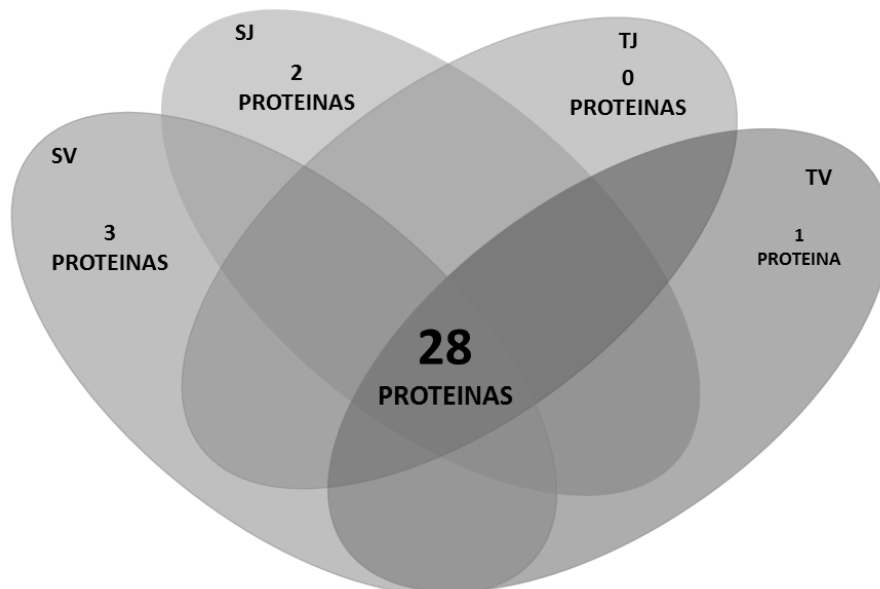 SJ
2
PROTEINAS
TJ
0
PROTEINAS
SV
3
PROTEINAS
TV
1
PROTEINA
28
PROTEINAS